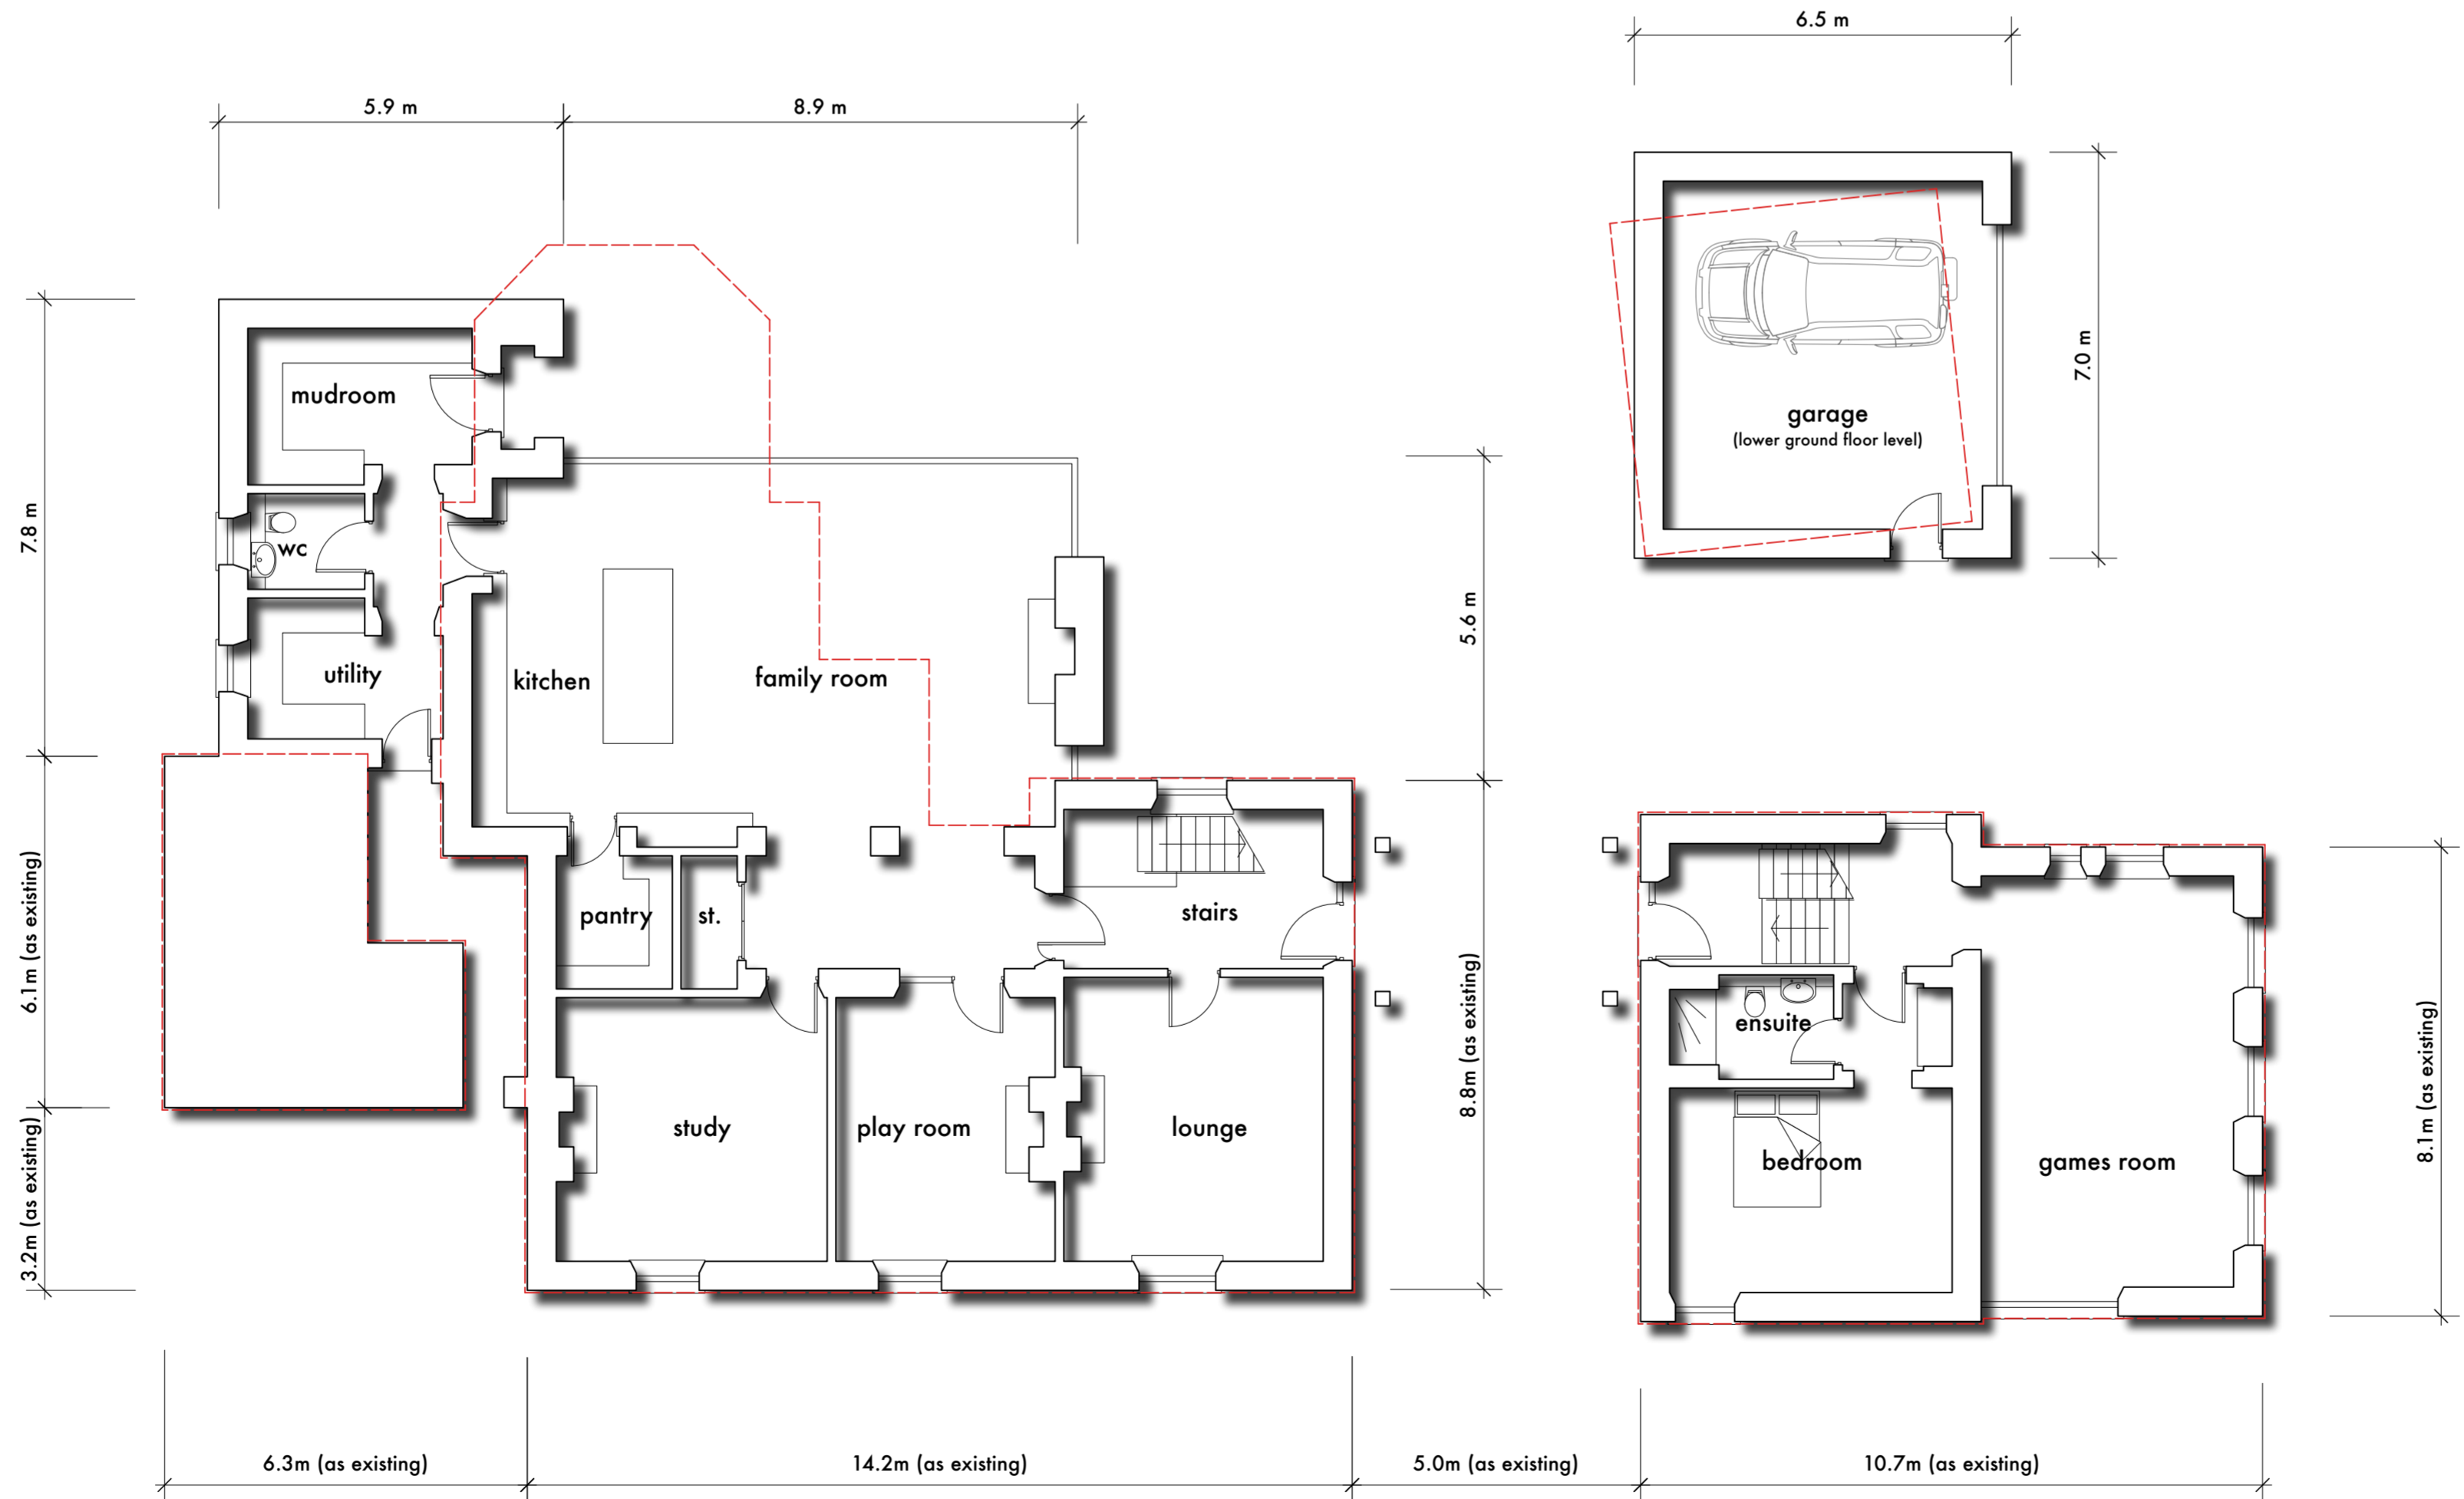 6.5 m
5.9 m
8.9 m
7.0 m
mudroom
garage
(lower ground floor level)
7.8 m
wc
5.6 m
utility
kitchen
family room
6.1m (as existing)
pantry
st.
stairs
8.8m (as existing)
ensuite
8.1m (as existing)
study
play room
lounge
bedroom
games room
3.2m (as existing)
6.3m (as existing)
14.2m (as existing)
5.0m (as existing)
10.7m (as existing)